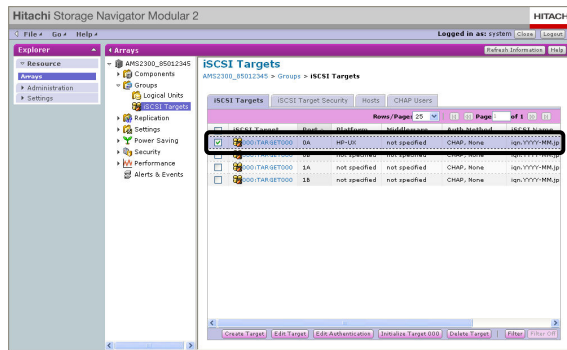 Hitachi Storage Navigator Modular 2
HITACHI
File Go Help
Logged in as: system Close Logout
Explorer
Arrays
Refresh Information Help
Resource
Arrays
Administration
Settings
AMS2300_85012345
Components
Groups
Logical Units
iSCSI Targets
Replication
Settings
Power Saving
Security
Performance
Alerts & Events
iSCSI Targets
AMS2300_85012345 > Groups > iSCSI Targets
iSCSI Targets iSCSI Target Security Hosts CHAP Users
Rows/Page: 25 Page 1 of 1
iSCSI Target Port Platform Middleware Auth Method iSCSI Name
000:TARGET000 0A HP-UX not specified CHAP, None iqn.YYYY-MM.jp
000:TARGET000 0B not specified not specified CHAP, None iqn.YYYY-MM.jp
000:TARGET000 1A not specified not specified CHAP, None iqn.YYYY-MM.jp
000:TARGET000 1B not specified not specified CHAP, None iqn.YYYY-MM.jp
Create Target Edit Target Edit Authentication Initialize Target 000 Delete Target | Filter Filter Off